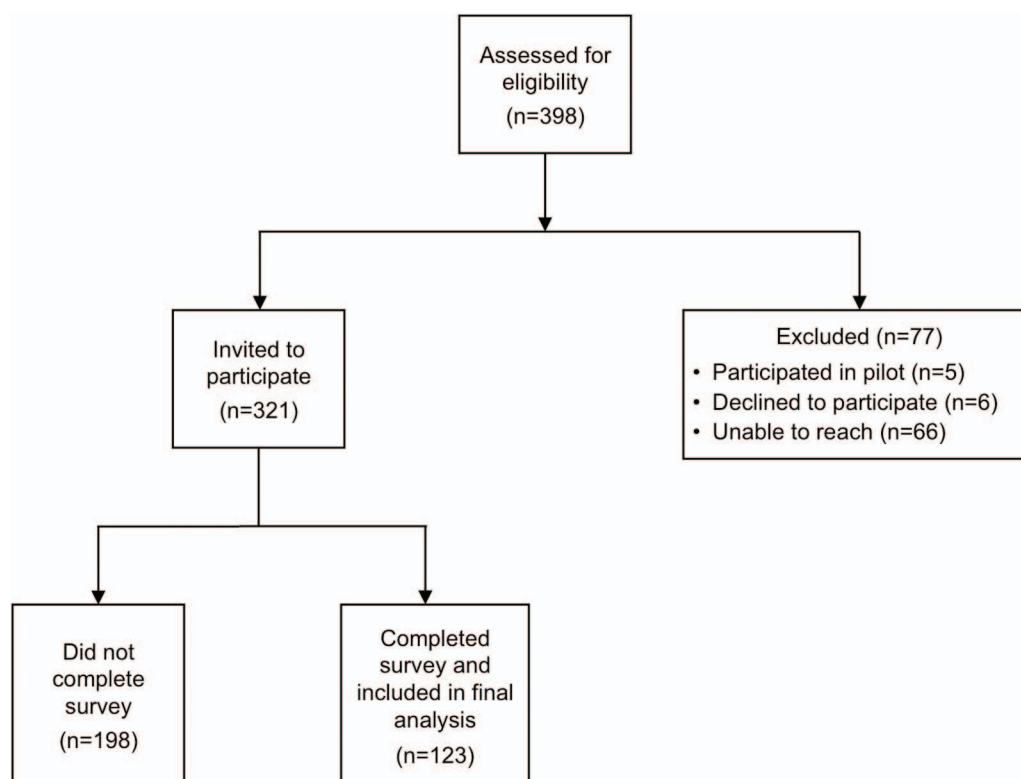 Assessed for
eligibility
(n=398)
Invited to
participate
(n=321)
Excluded (n=77)
• Participated in pilot (n=5)
• Declined to participate (n=6)
• Unable to reach (n=66)
Did not
complete
survey
(n=198)
Completed
survey and
included in final
analysis
(n=123)